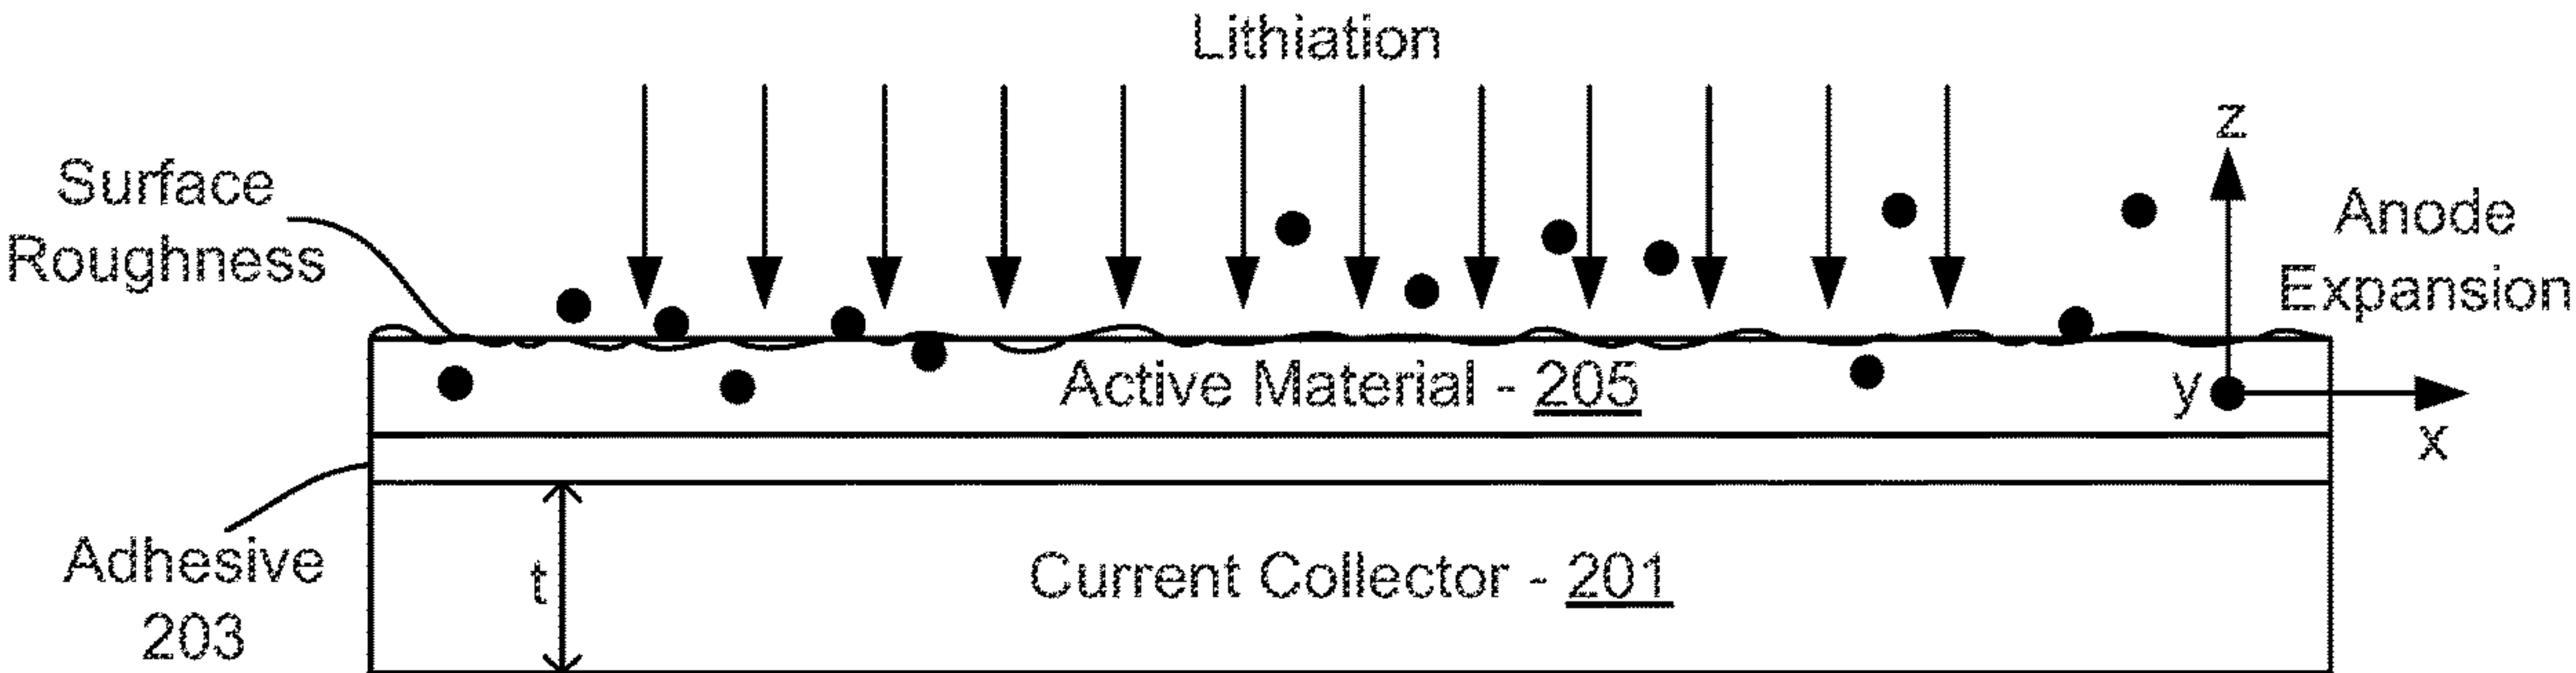 Lithiation
Surface
Roughness
z
Anode
Expansion
Active Material - 205
y
x
Adhesive
203
t
Current Collector - 201